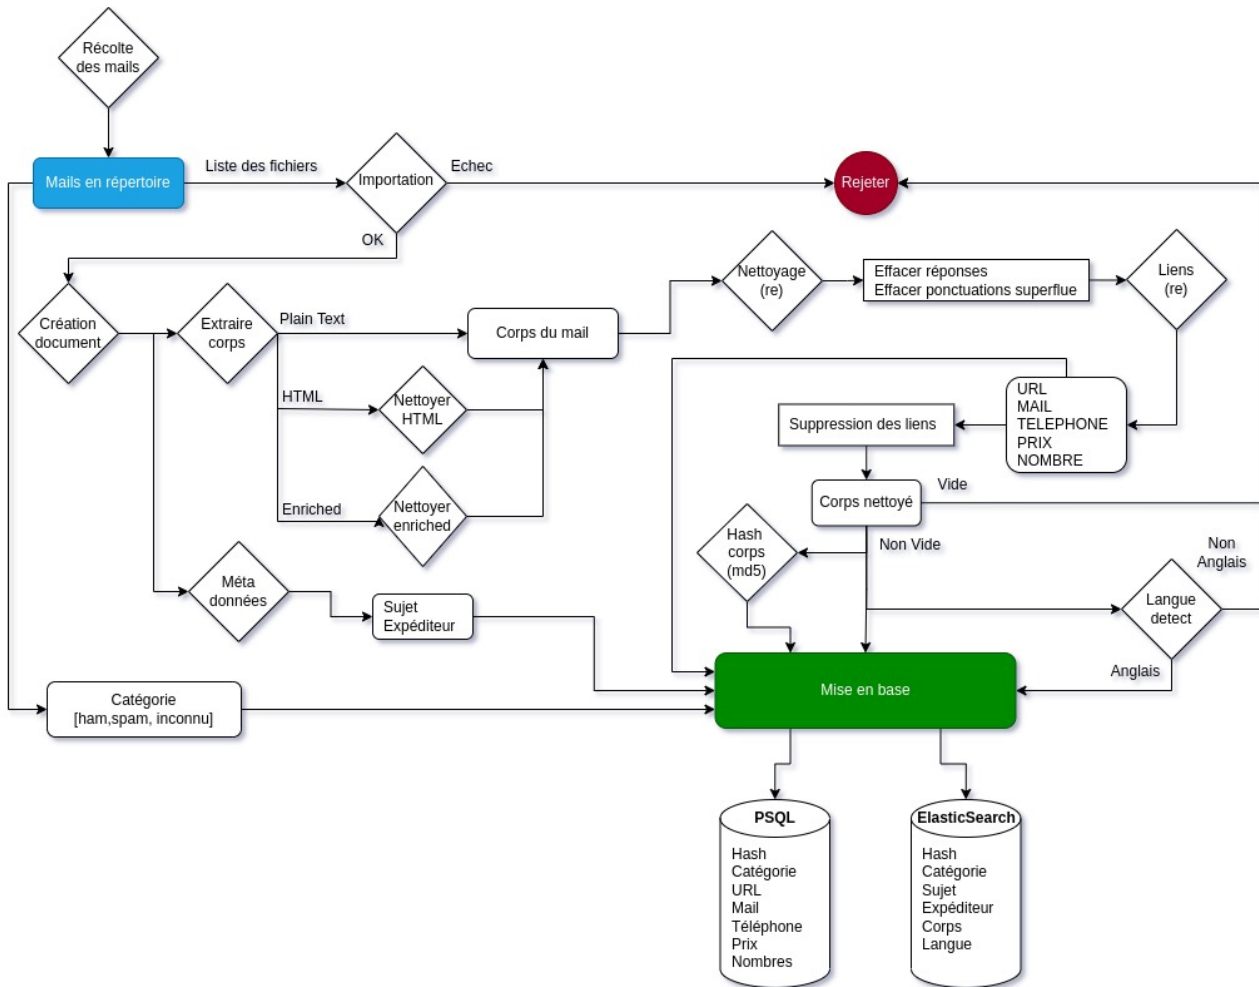 Récolte
des mails
Mails en répertoire
Liste des fichiers
Importation
Echec
Rejeter
OK
Création
document
Extraire
corps
Plain Text
Corps du mail
Nettoyage
(re)
Effacer réponses
Effacer ponctuations superflue
Liens
(re)
HTML
Nettoyer
HTML
Enriched
Nettoyer
enriched
URL
MAIL
TELEPHONE
PRIX
NOMBRE
Suppression des liens
Corps nettoyé
Vide
Non Vide
Hash
corps
(md5)
Non
Anglais
Langue
detect
Anglais
Méta
données
Sujet
Expéditeur
Catégorie
[ham,spam, inconnu]
Mise en base
PSQL
Hash
Catégorie
URL
Mail
Téléphone
Prix
Nombres
ElasticSearch
Hash
Catégorie
Sujet
Expéditeur
Corps
Langue